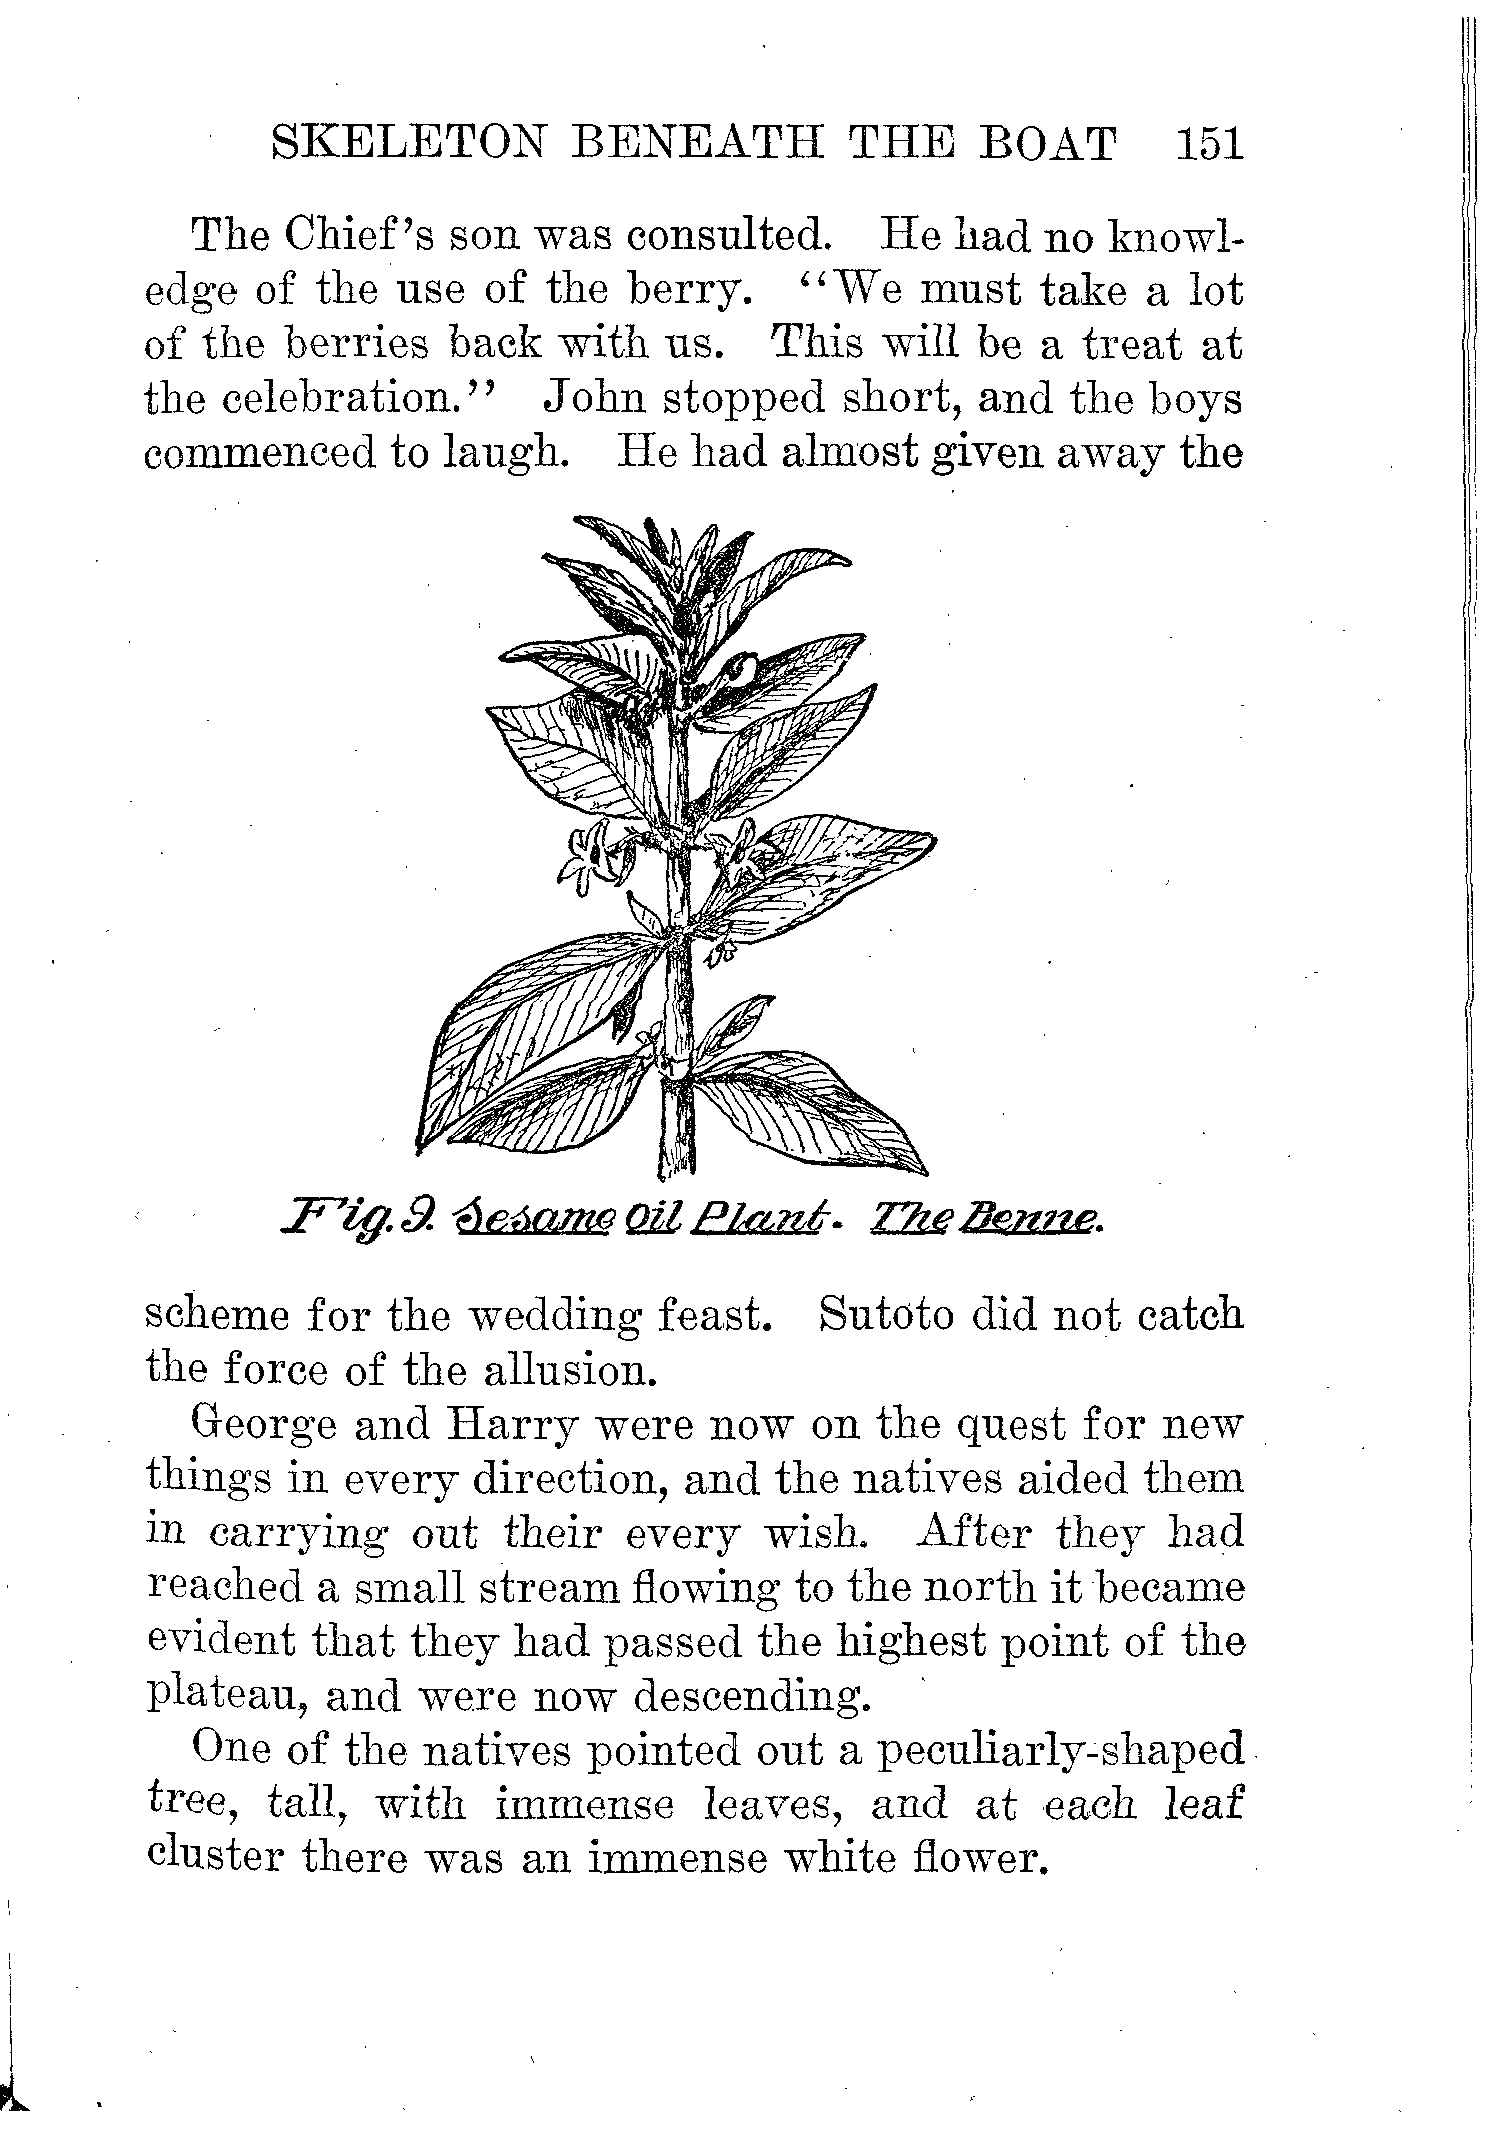 SKELETON BENEATH THE BOAT 151
The Chief's son was consulted. He had no knowl-
edge of the use of the berry. "We must take a lot
of the berries back with us. This will be a treat at
the celebration." John stopped short, and the boys
commenced to laugh. He had almost given away the
Fig. 9. Sesame Oil Plant. The Benne.
scheme for the wedding feast. Sutoto did not catch
the force of the allusion.
George and Harry were now on the quest for new
things in every direction, and the natives aided them
in carrying out their every wish. After they had
reached a small stream flowing to the north it became
evident that they had passed the highest point of the
plateau, and were now descending.
One of the natives pointed out a peculiarly-shaped
tree, tall, with immense leaves, and at each leaf
cluster there was an immense white flower.